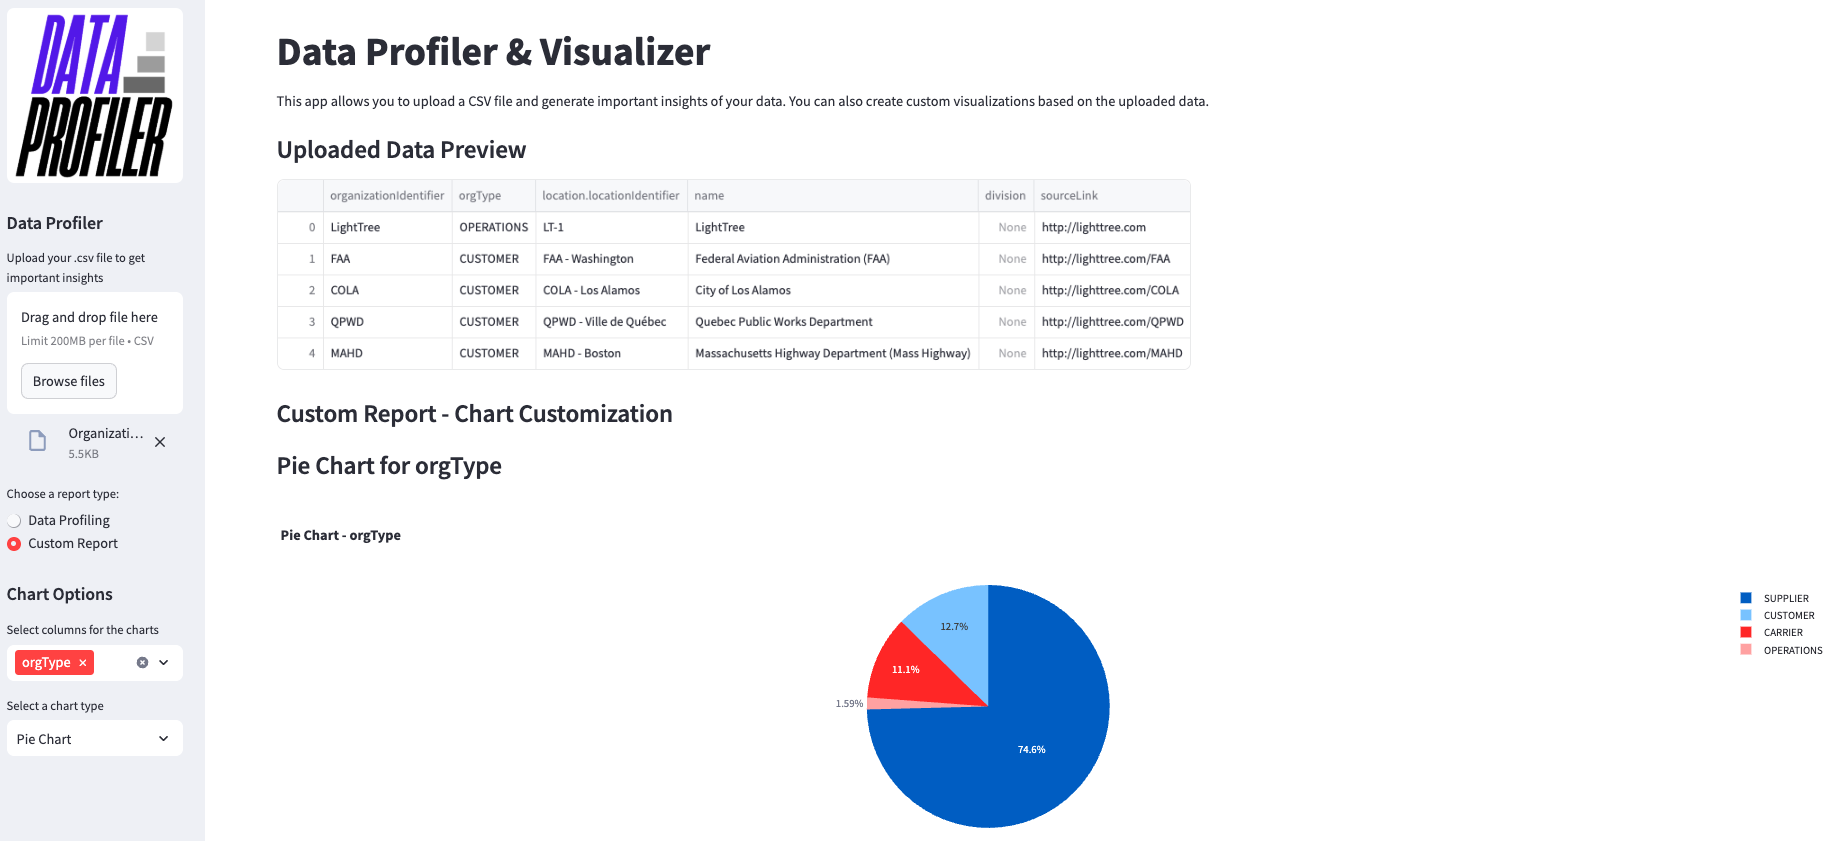 DATA
PROFILER
Data Profiler
Upload your .csv file to get
important insights
Drag and drop file here
Limit 200MB per file • CSV
Browse files
Organizati...
5.5KB
Choose a report type:
Data Profiling
Custom Report
Chart Options
Select columns for the charts
orgType
Select a chart type
Pie Chart
Data Profiler & Visualizer
This app allows you to upload a CSV file and generate important insights of your data. You can also create custom visualizations based on the uploaded data.
Uploaded Data Preview
organizationIdentifier orgType location.locationIdentifier name division sourceLink
0 LightTree OPERATIONS LT-1 LightTree None http://lighttree.com
1 FAA CUSTOMER FAA - Washington Federal Aviation Administration (FAA) None http://lighttree.com/FAA
2 COLA CUSTOMER COLA - Los Alamos City of Los Alamos None http://lighttree.com/COLA
3 QPWD CUSTOMER QPWD - Ville de Québec Quebec Public Works Department None http://lighttree.com/QPWD
4 MAHD CUSTOMER MAHD - Boston Massachusetts Highway Department (Mass Highway) None http://lighttree.com/MAHD
Custom Report - Chart Customization
Pie Chart for orgType
Pie Chart - orgType
12.7%
11.1%
1.59%
74.6%
SUPPLIER
CUSTOMER
CARRIER
OPERATIONS